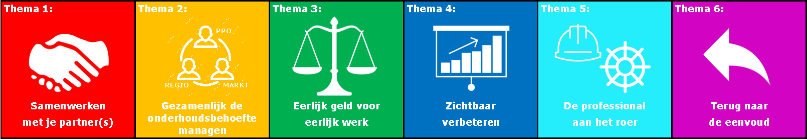 Thema 1:
Samenwerken
met je partner(s)
Thema 2:
PPO
REGIO
MARKT
Gezamenlijk de
onderhoudsbehoefte
managen
Thema 3:
Eerlijk geld voor
eerlijk werk
Thema 4:
Zichtbaar
verbeteren
Thema 5:
De professional
aan het roer
Thema 6:
Terug naar
de eenvoud